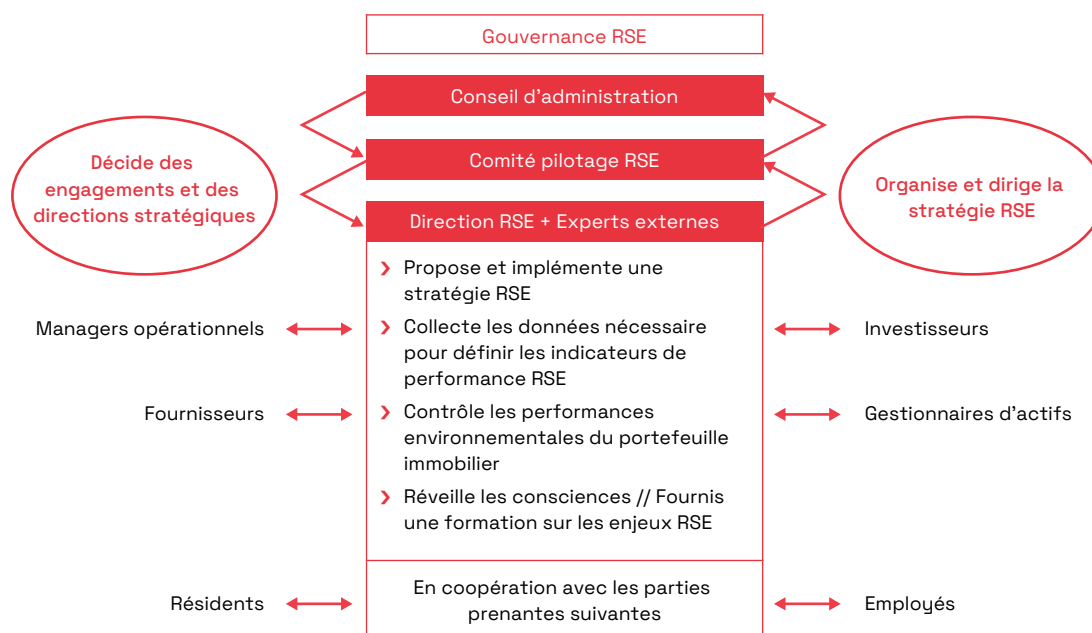 Gouvernance RSE
Conseil d'administration
Comité pilotage RSE
Direction RSE + Experts externes
Décide des
engagements et des
directions stratégiques
Organise et dirige la
stratégie RSE
❯ Propose et implémente une
stratégie RSE
❯ Collecte les données nécessaire
pour définir les indicateurs de
performance RSE
❯ Contrôle les performances
environnementales du portefeuille
immobilier
❯ Réveille les consciences // Fournis
une formation sur les enjeux RSE
Managers opérationnels
Investisseurs
Fournisseurs
Gestionnaires d'actifs
Résidents
En coopération avec les parties
prenantes suivantes
Employés